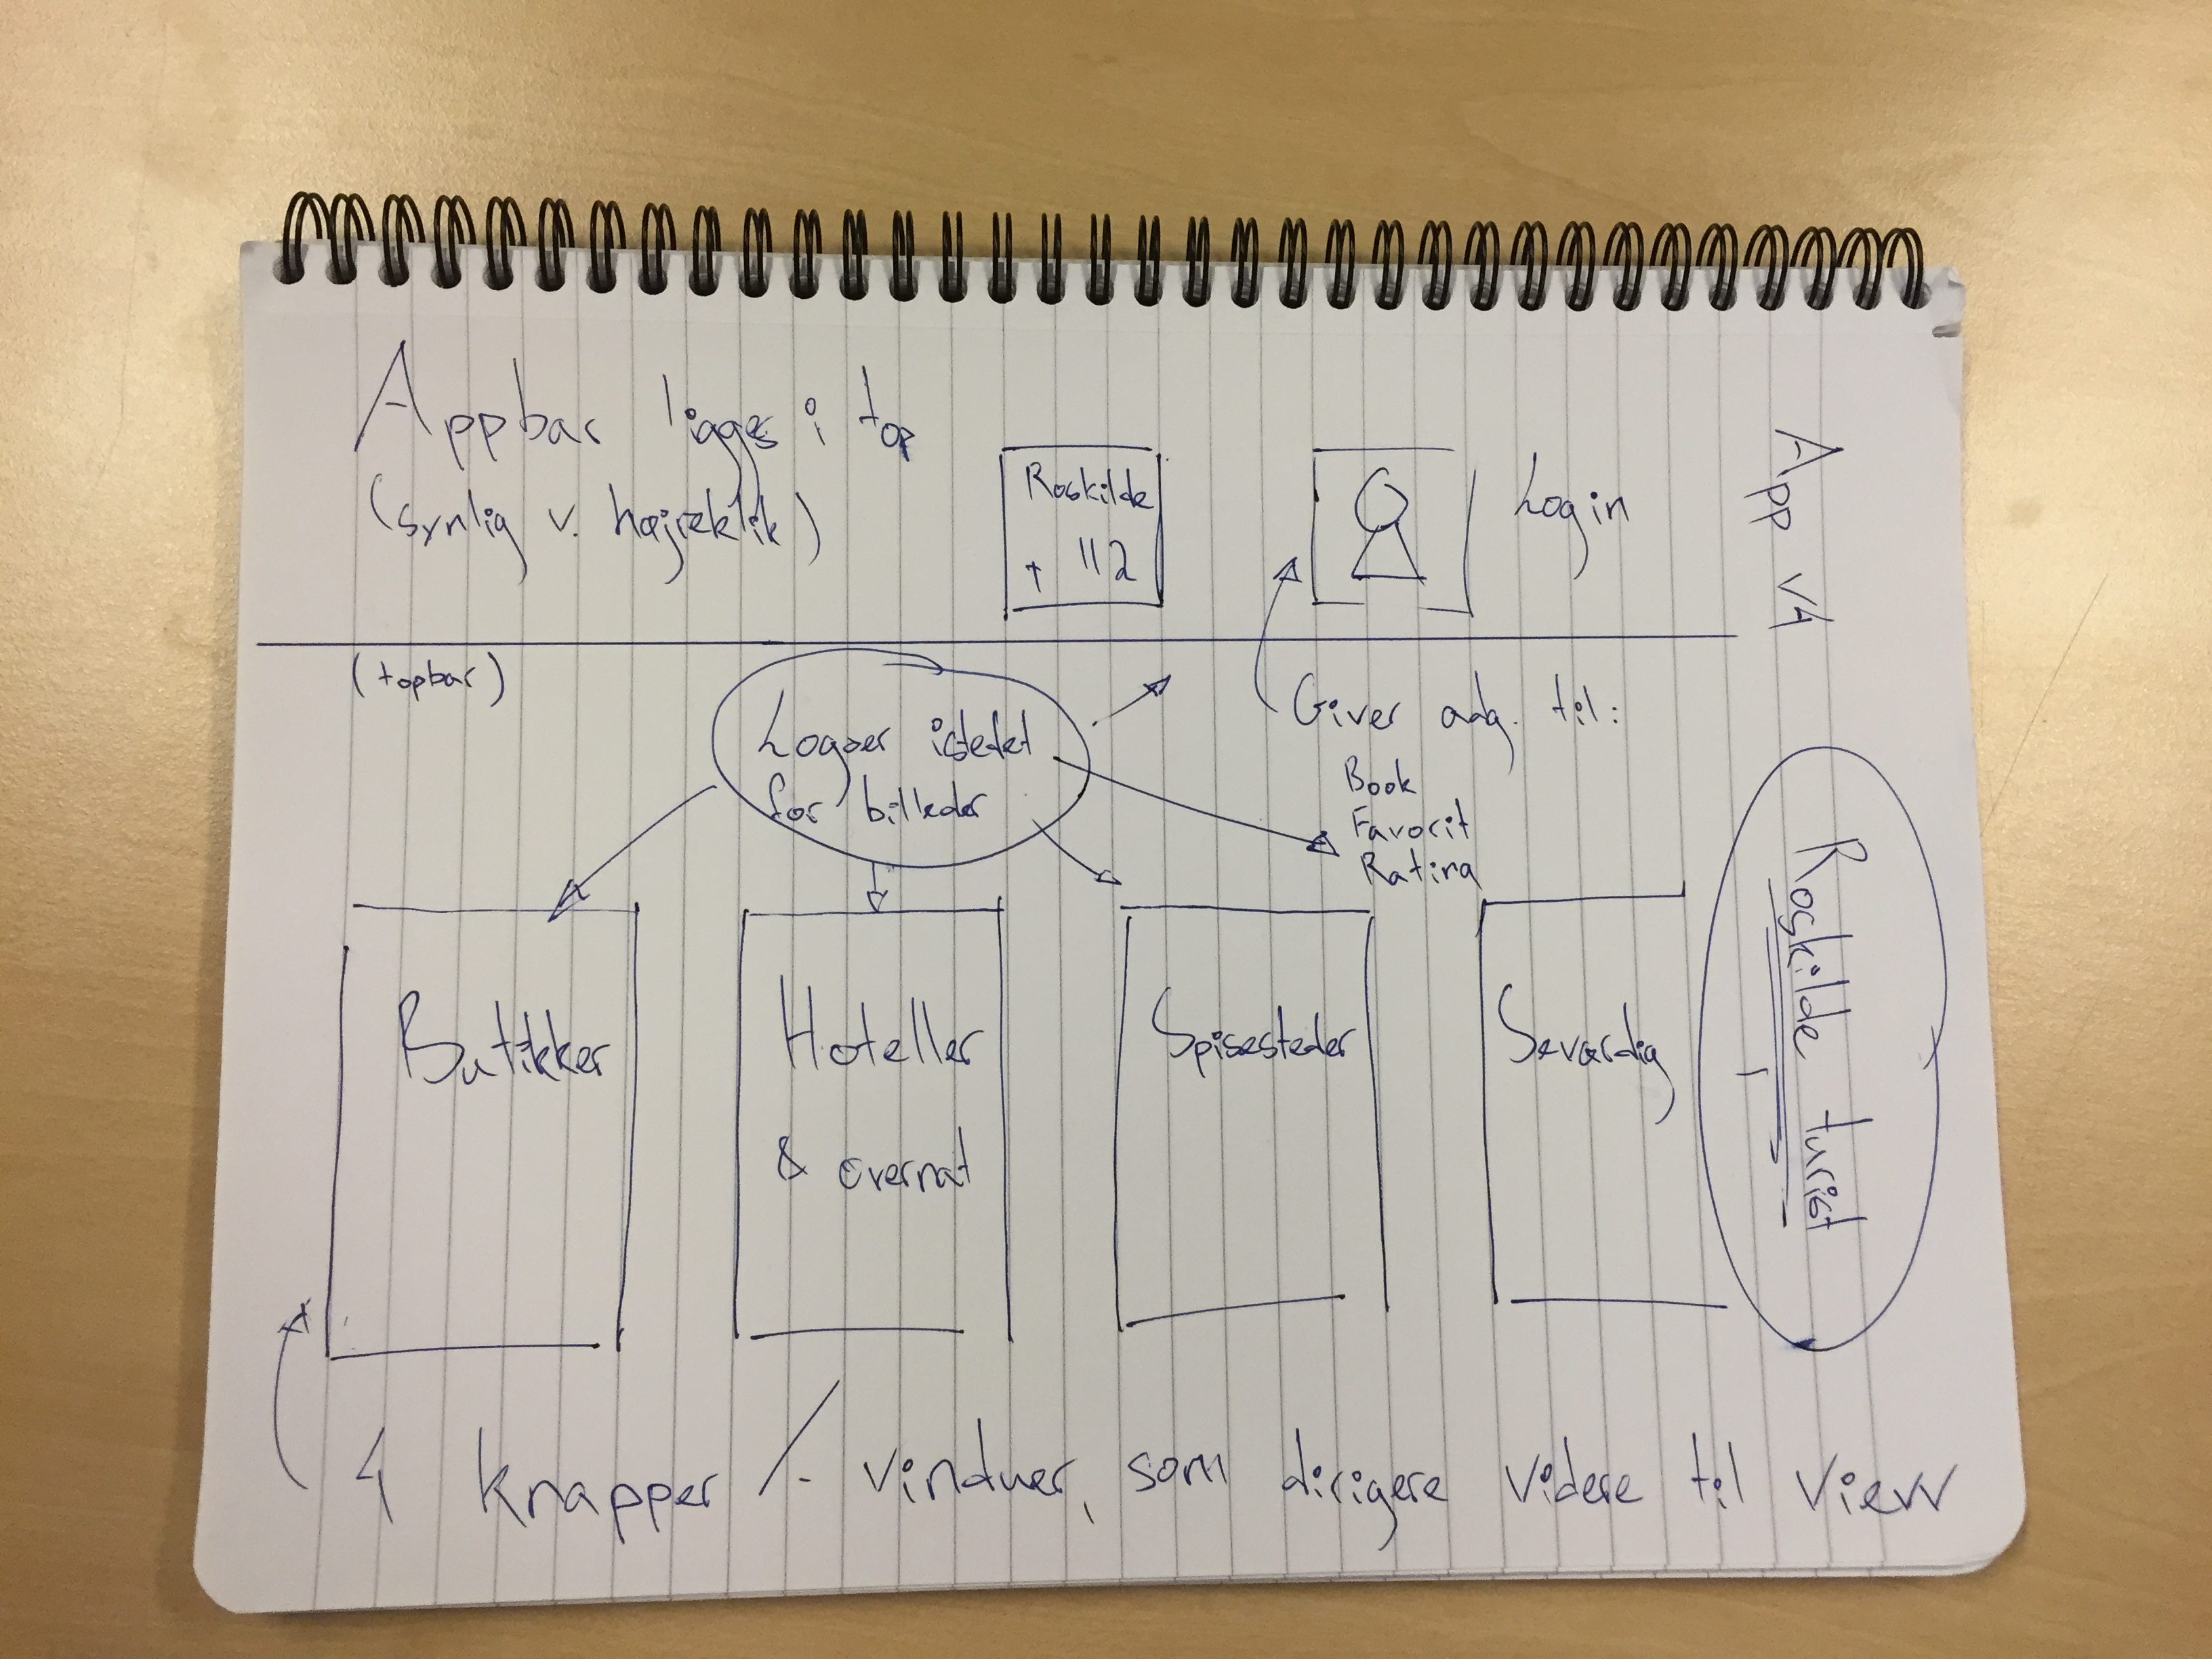 Appbar ligges i top
(synlig v. højreklik)
Roskilde
+ 112
Login
App v4
(topbar)
Logoer istedet
for billeder
Giver adg. til:
Book
Favorit
Rating
Butikker
Hoteller
& overnat
Spisesteder
Seværdig
Roskilde turist
4 knapper / - vinduer, som dirigere videre til view